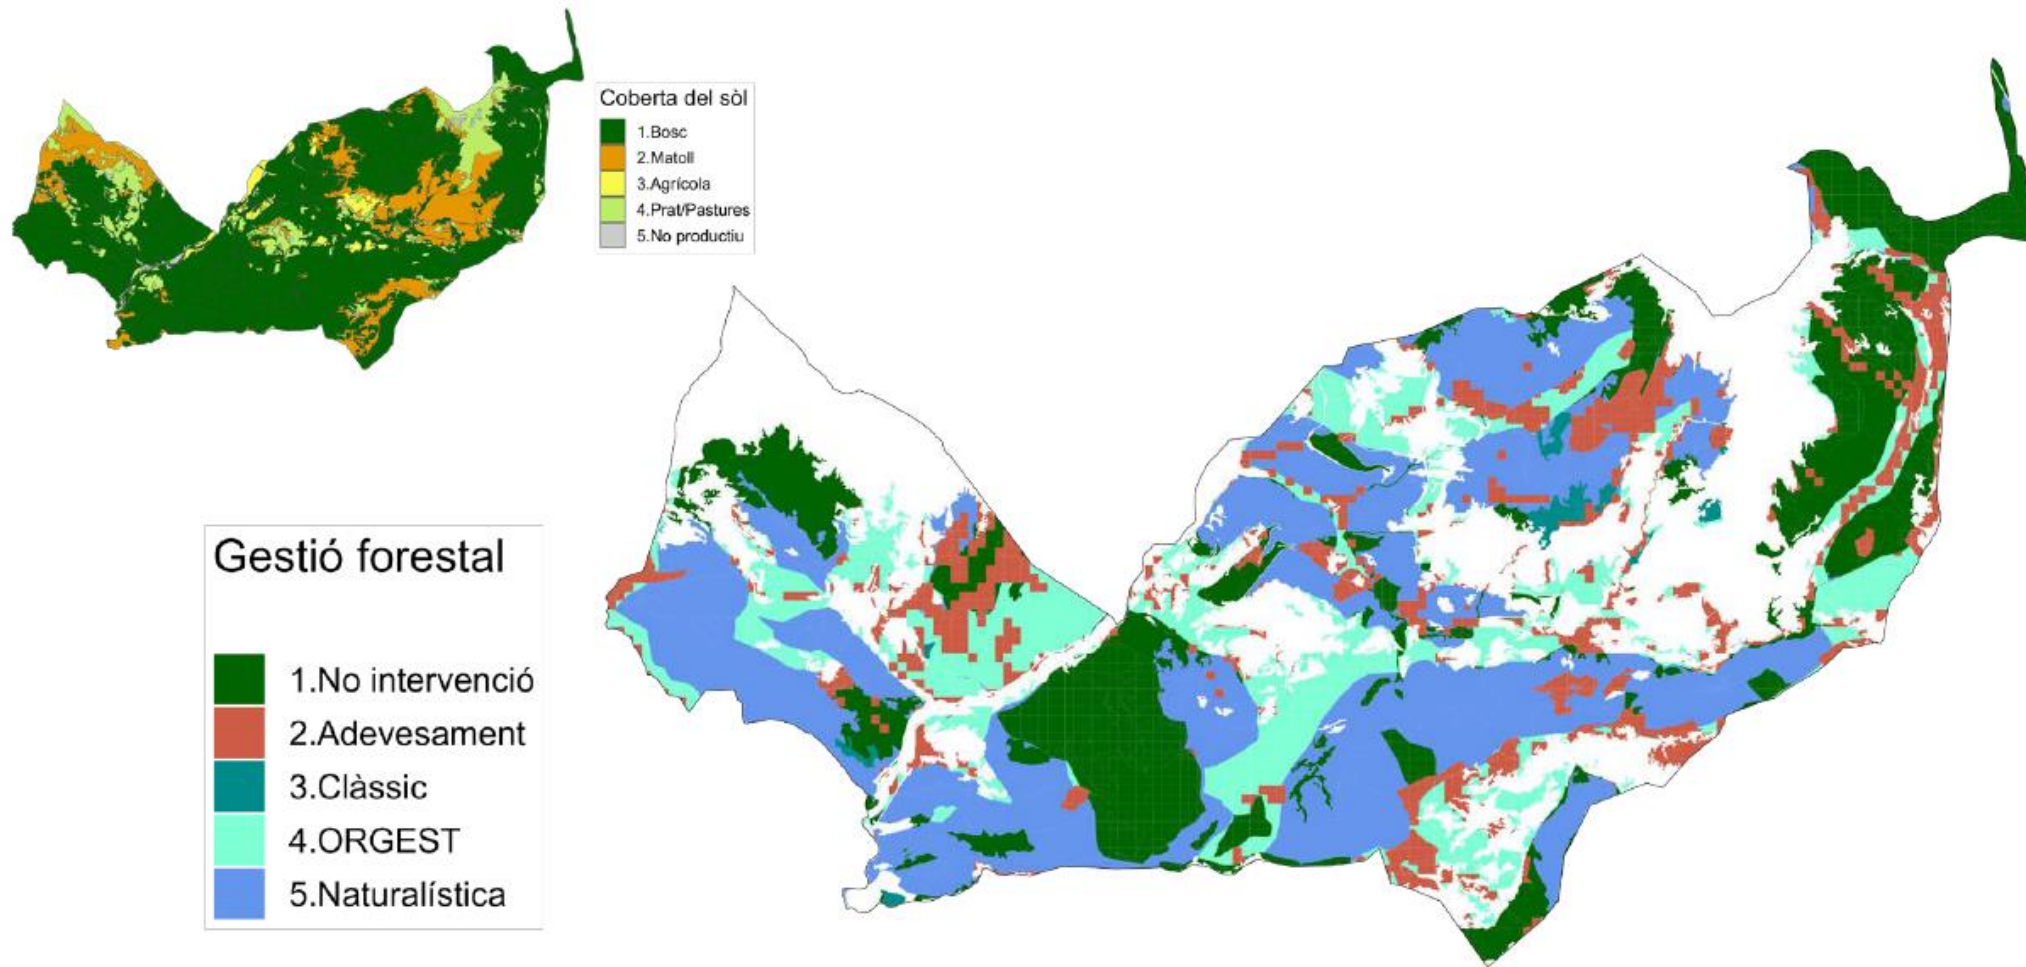 Coberta del sòl
1.Bosc
2.Matoll
3.Agrícola
4.Prat/Pastures
5.No productiu
Gestió forestal
1.No intervenció
2.Adevesament
3.Clàssic
4.ORGEST
5.Naturalística